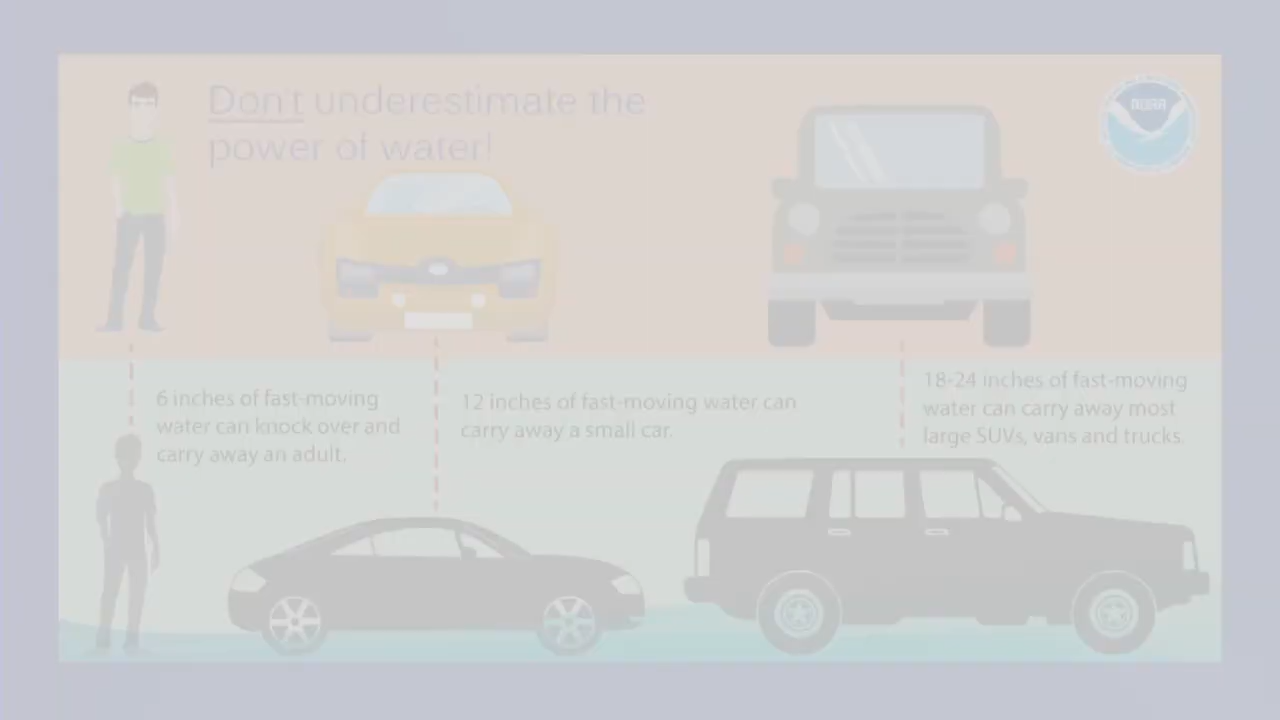 Don't underestimate the
power of water!
NOAA
6 inches of fast-moving
water can knock over and
carry away an adult.
12 inches of fast-moving water can
carry away a small car.
18-24 inches of fast-moving
water can carry away most
large SUVs, vans and trucks.